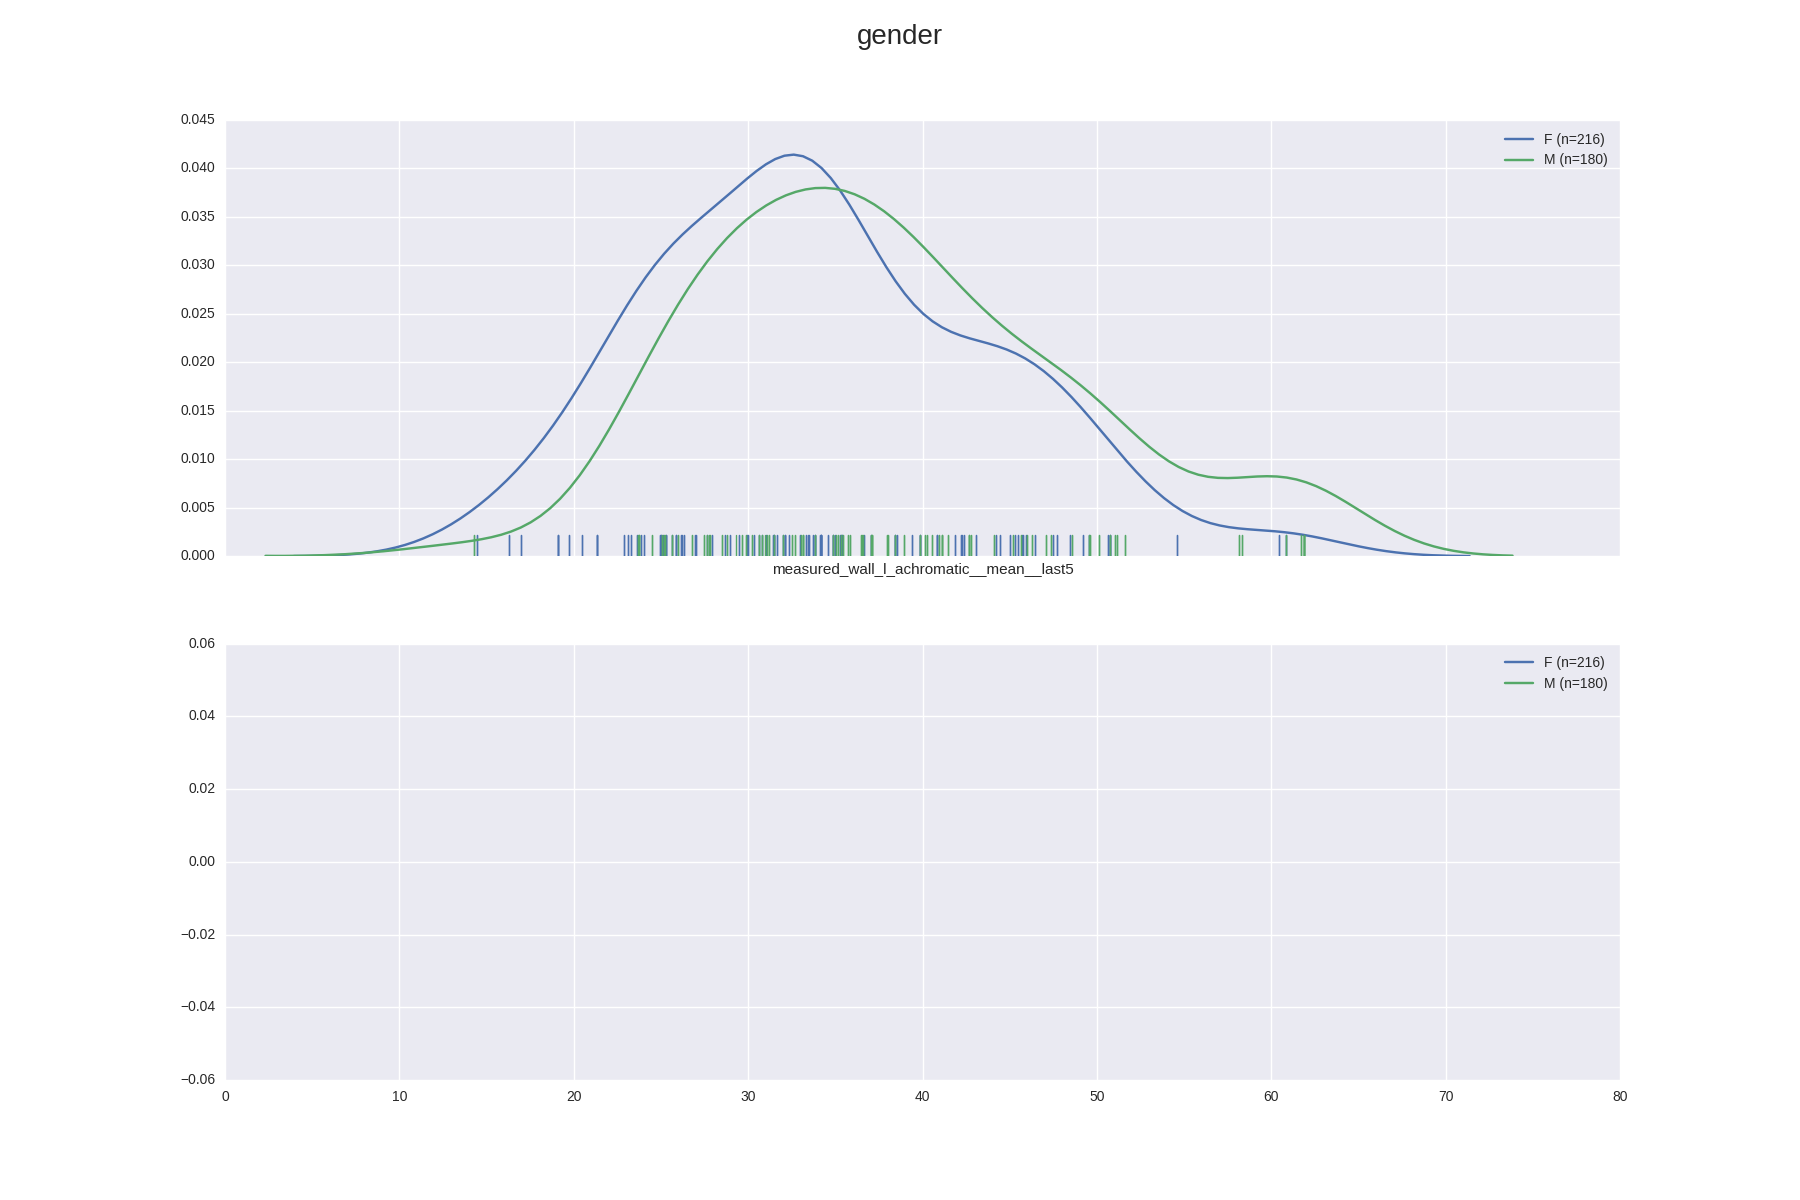 gender
0.045
0.040
0.035
0.030
0.025
0.020
0.015
0.010
0.005
0.000
F (n=216)
M (n=180)
measured_wall_l_achromatic__mean__last5
0.06
0.04
0.02
0.00
−0.02
−0.04
−0.06
F (n=216)
M (n=180)
0 10 20 30 40 50 60 70 80